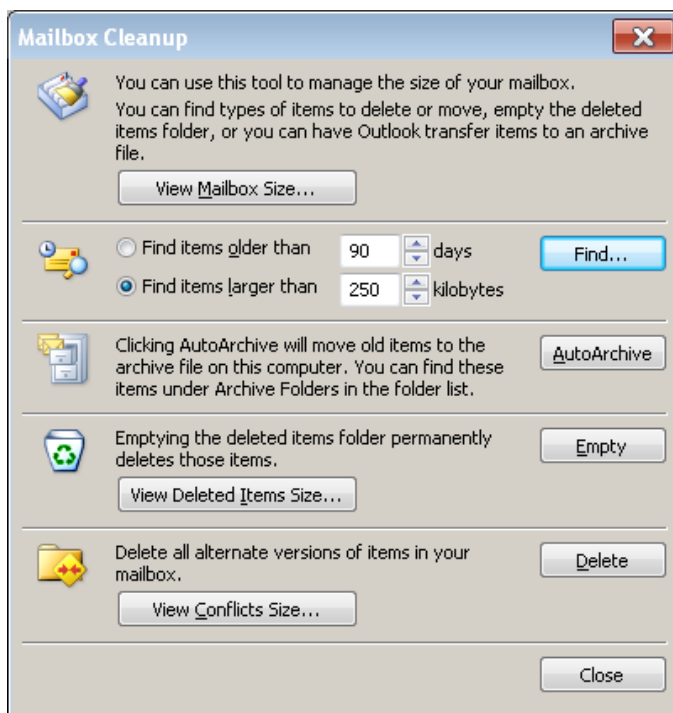 Mailbox Cleanup
You can use this tool to manage the size of your mailbox.
You can find types of items to delete or move, empty the deleted
items folder, or you can have Outlook transfer items to an archive
file.
View Mailbox Size...
Find items older than 90 days Find...
Find items larger than 250 kilobytes
Clicking AutoArchive will move old items to the
archive file on this computer. You can find these
items under Archive Folders in the folder list.
AutoArchive
Emptying the deleted items folder permanently
deletes those items.
Empty
View Deleted Items Size...
Delete all alternate versions of items in your
mailbox.
Delete
View Conflicts Size...
Close